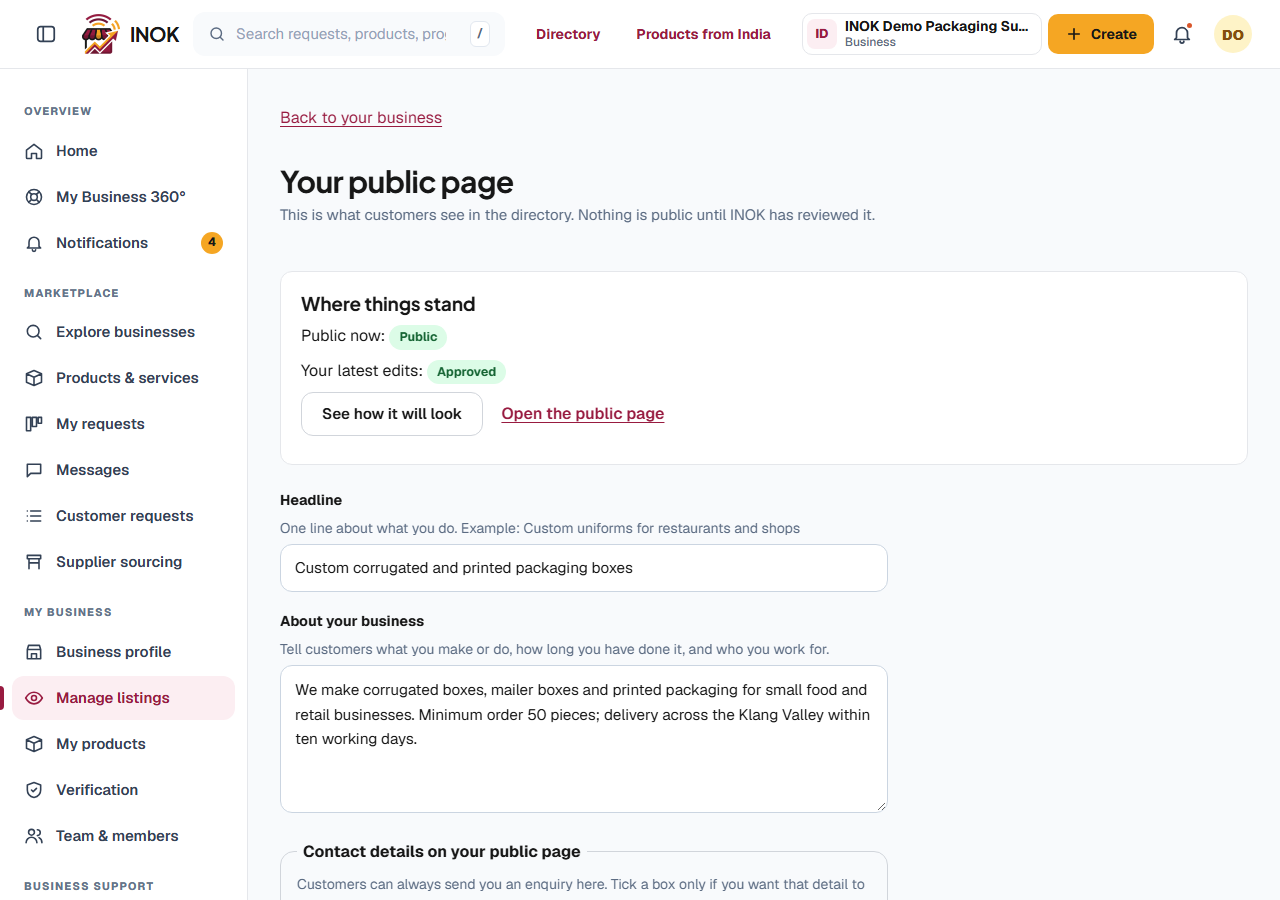 INOK
Search requests, products, pro
/
Directory
Products from India
ID
INOK Demo Packaging Su...
Business
Create
DO
OVERVIEW
Home
My Business 360°
Notifications
4
MARKETPLACE
Explore businesses
Products & services
My requests
Messages
Customer requests
Supplier sourcing
MY BUSINESS
Business profile
Manage listings
My products
Verification
Team & members
BUSINESS SUPPORT
Back to your business
Your public page
This is what customers see in the directory. Nothing is public until INOK has reviewed it.
Where things stand
Public now: Public
Your latest edits: Approved
See how it will look
Open the public page
Headline
One line about what you do. Example: Custom uniforms for restaurants and shops
Custom corrugated and printed packaging boxes
About your business
Tell customers what you make or do, how long you have done it, and who you work for.
We make corrugated boxes, mailer boxes and printed packaging for small food and
retail businesses. Minimum order 50 pieces; delivery across the Klang Valley within
ten working days.
Contact details on your public page
Customers can always send you an enquiry here. Tick a box only if you want that detail to